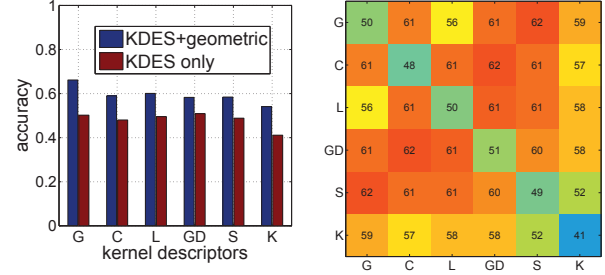 1
0.8
0.6
0.4
0.2
0
accuracy
KDES+geometric
KDES only
G C L GD S K
kernel descriptors
G 50 61 56 61 62 59
C 61 48 61 62 61 57
L 56 61 50 61 61 58
GD 61 62 61 51 60 58
S 62 61 61 60 49 52
K 59 57 58 58 52 41
G C L GD S K